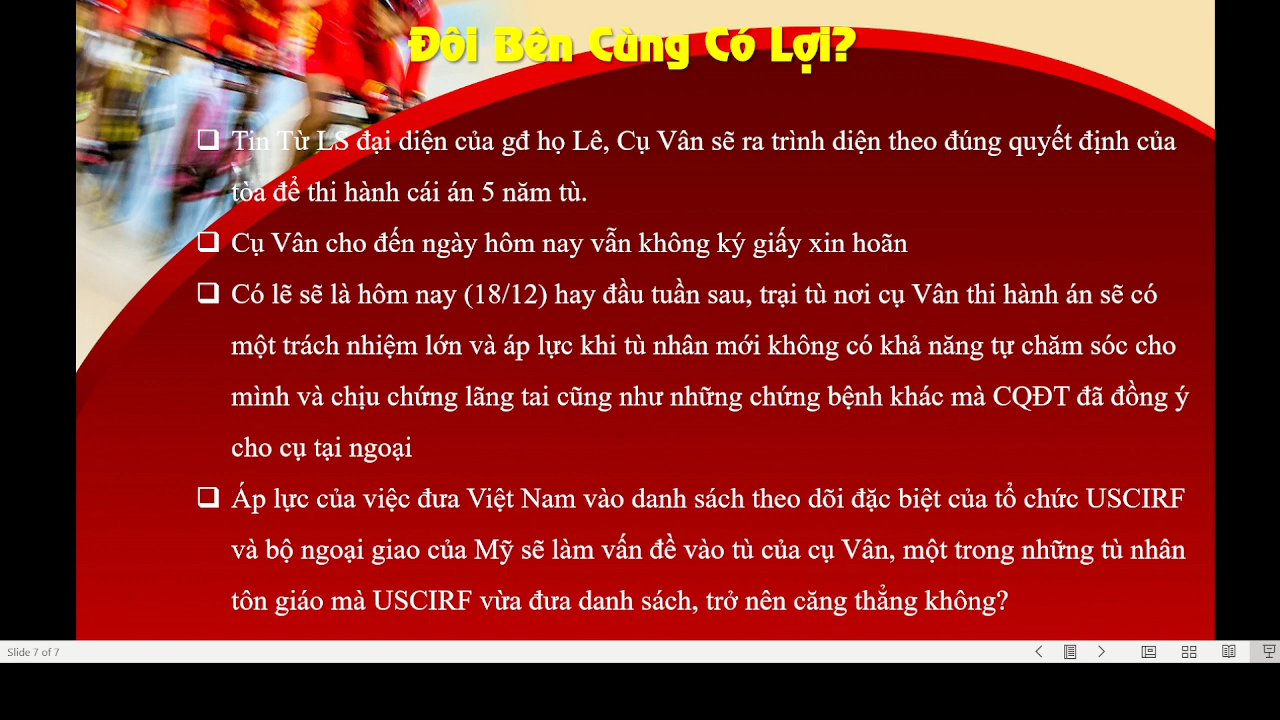 Đôi Bên Cùng Có Lợi?
❑ Tin Từ LS đại diện của gđ họ Lê, Cụ Vân sẽ ra trình diện theo đúng quyết định của
tòa để thi hành cái án 5 năm tù.
❑ Cụ Vân cho đến ngày hôm nay vẫn không ký giấy xin hoãn
❑ Có lẽ sẽ là hôm nay (18/12) hay đầu tuần sau, trại tù nơi cụ Vân thi hành án sẽ có
một trách nhiệm lớn và áp lực khi tù nhân mới không có khả năng tự chăm sóc cho
mình và chịu chứng lãng tai cũng như những chứng bệnh khác mà CQĐT đã đồng ý
cho cụ tại ngoại
❑ Áp lực của việc đưa Việt Nam vào danh sách theo dõi đặc biệt của tổ chức USCIRF
và bộ ngoại giao của Mỹ sẽ làm vấn đề vào tù của cụ Vân, một trong những tù nhân
tôn giáo mà USCIRF vừa đưa danh sách, trở nên căng thẳng không?
Slide 7 of 7